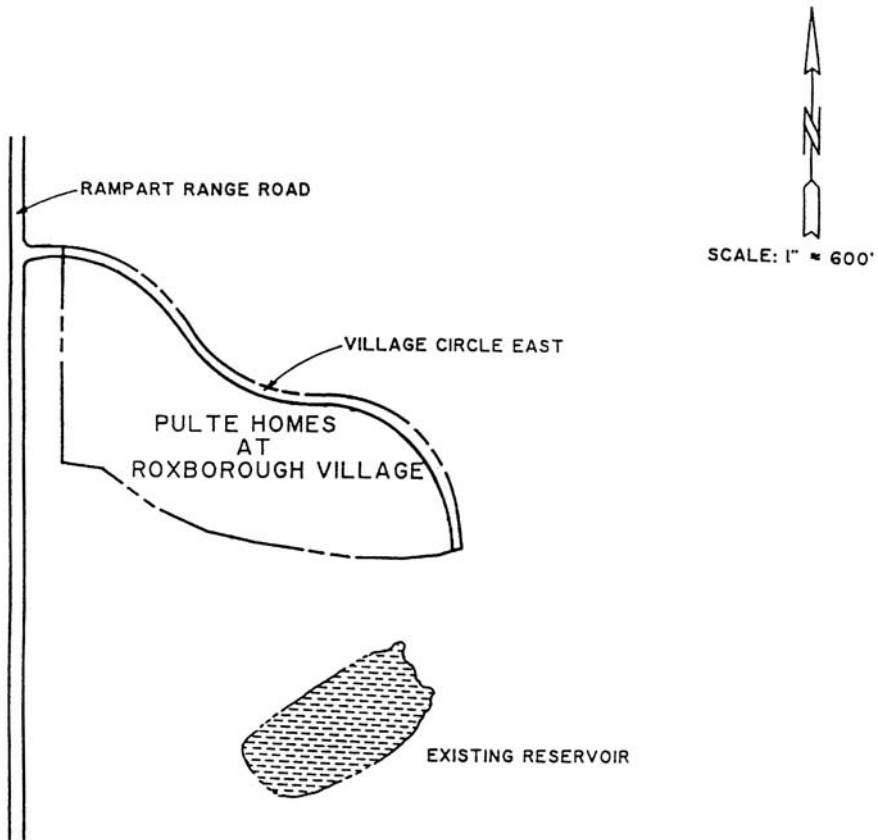 N
SCALE: 1" ≈ 600'
RAMPART RANGE ROAD
VILLAGE CIRCLE EAST
PULTE HOMES
AT
ROXBOROUGH VILLAGE
EXISTING RESERVOIR